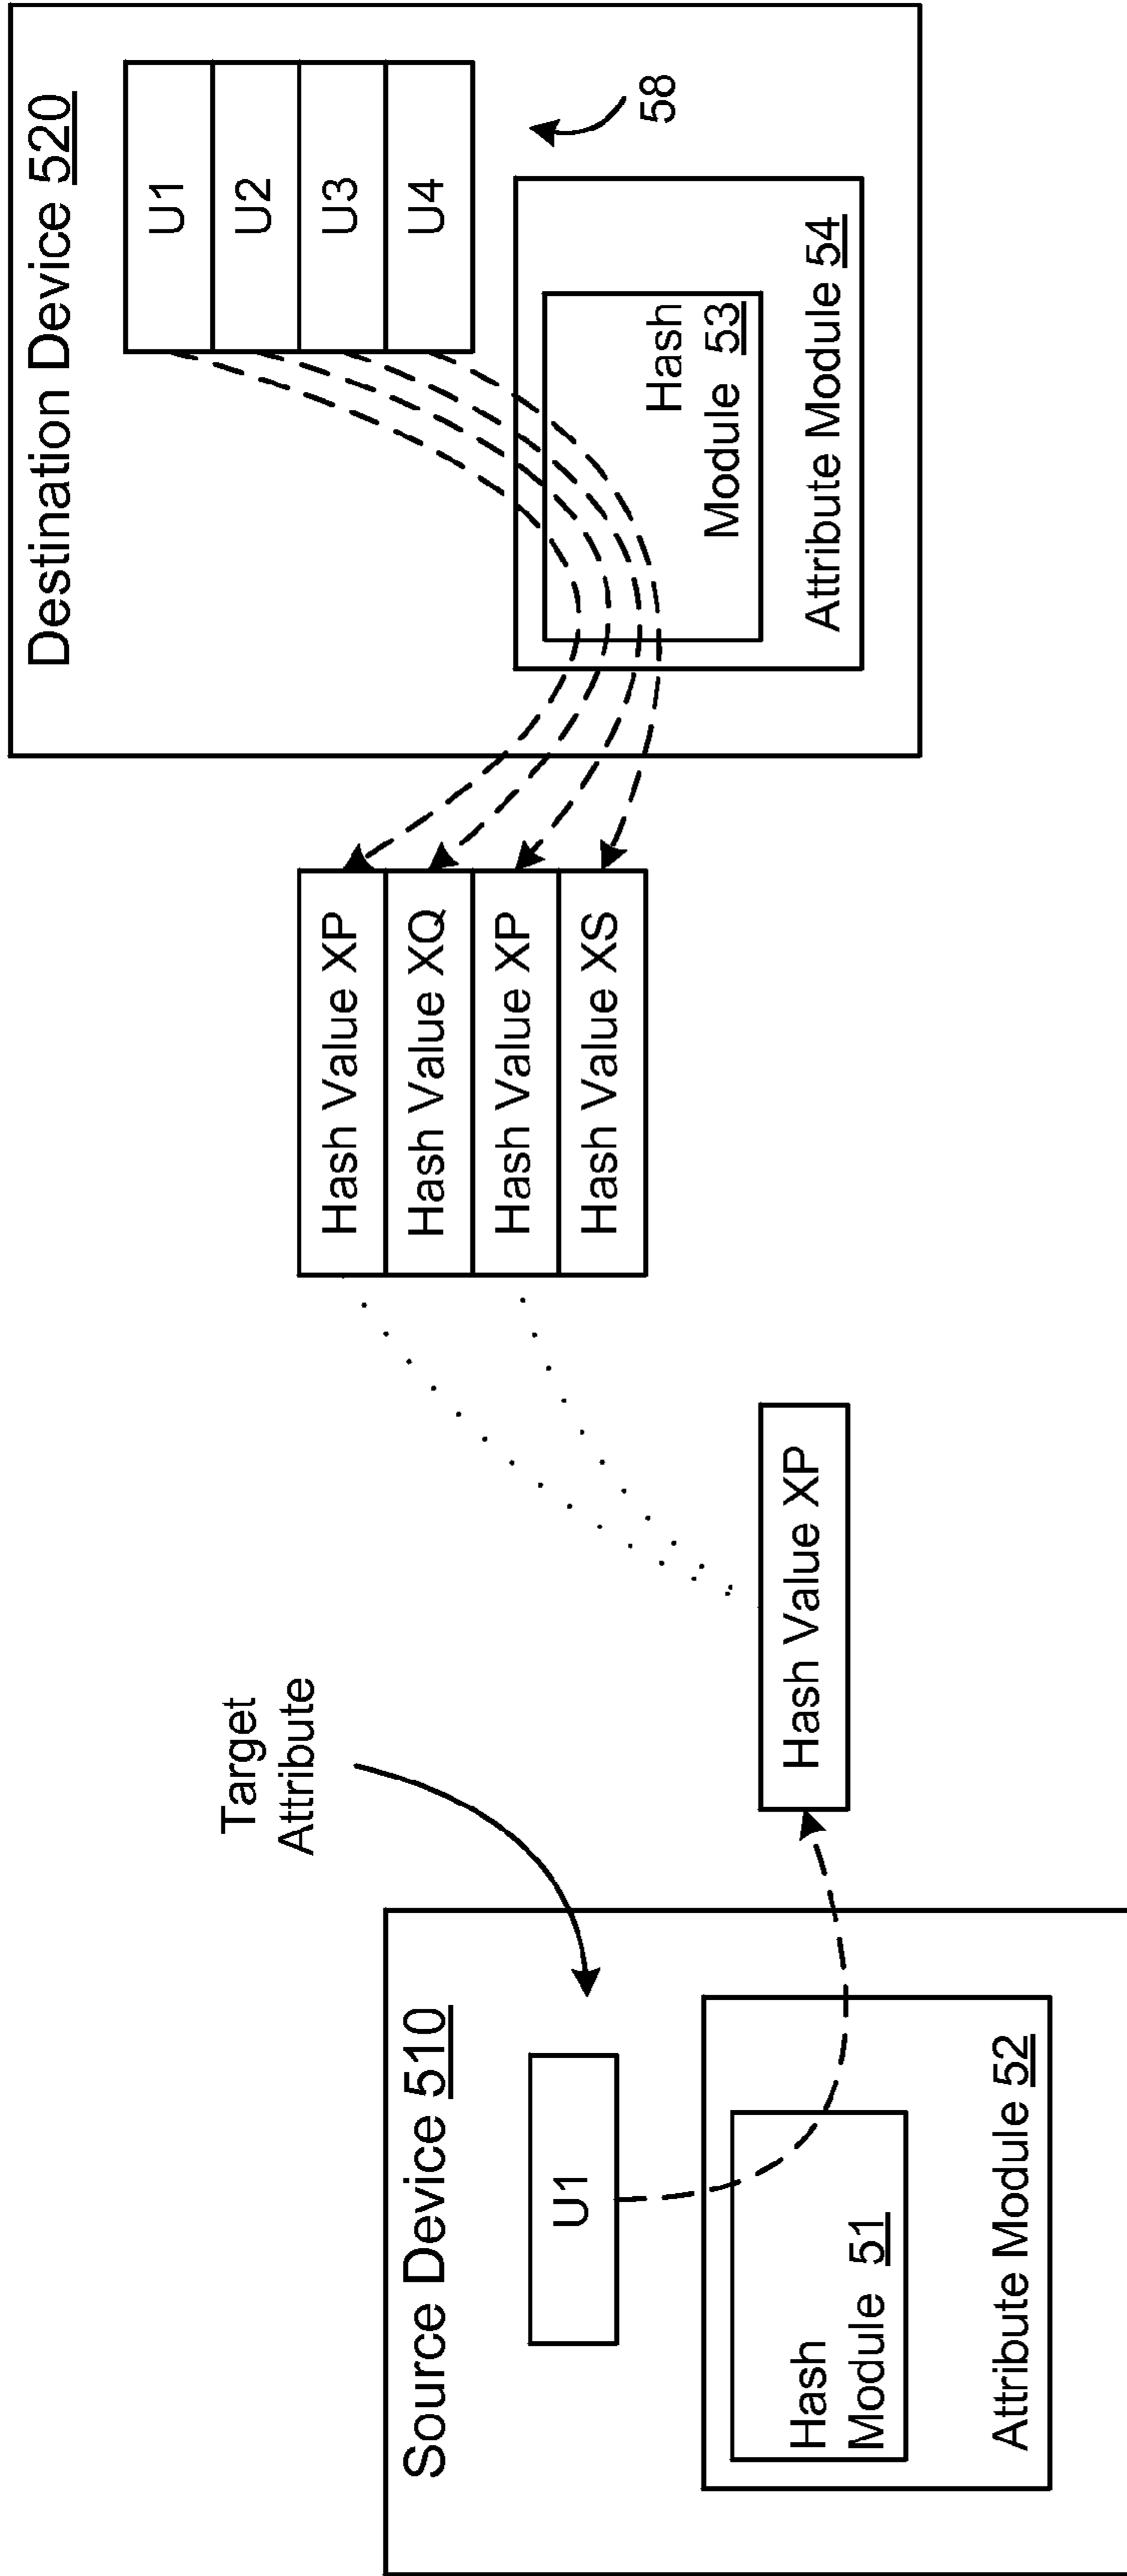 Source Device 510
U1
Hash
Module 51
Attribute Module 52
Target
Attribute
Hash Value XP
Hash Value XP
Hash Value XQ
Hash Value XP
Hash Value XS
Destination Device 520
U1
U2
U3
U4
58
Hash
Module 53
Attribute Module 54